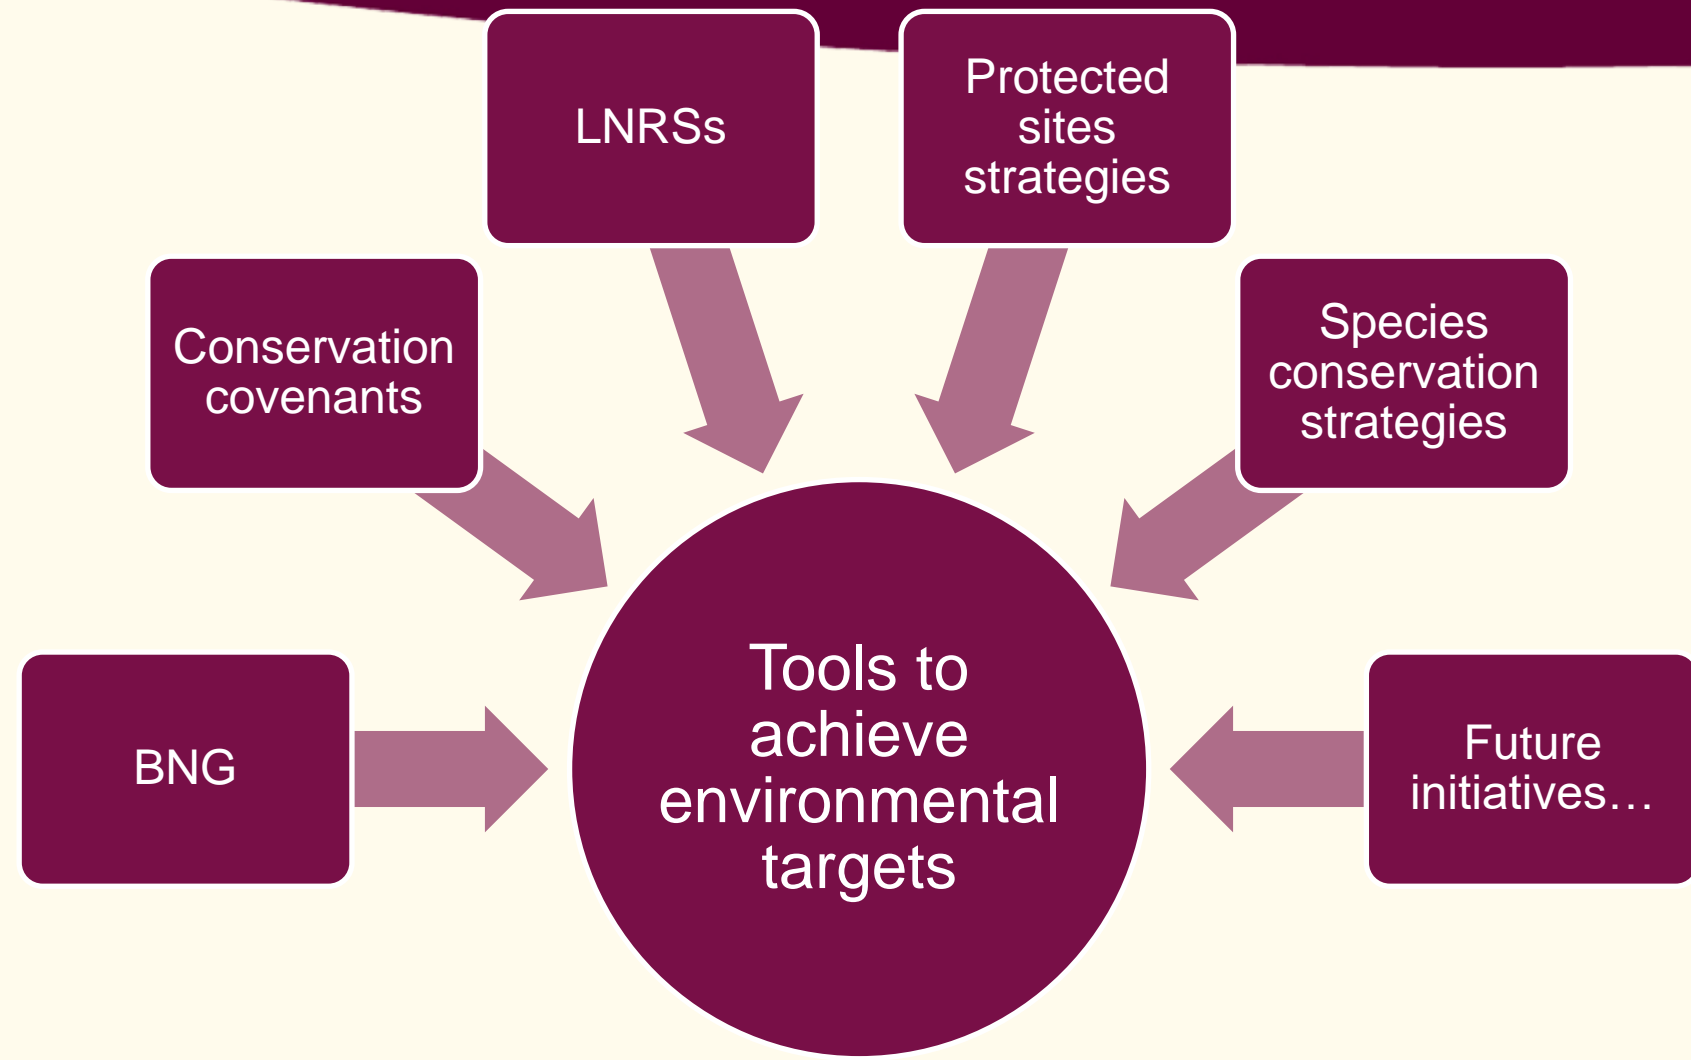 LNRSs
Protected
sites
strategies
Conservation
covenants
Species
conservation
strategies
BNG
Tools to
achieve
environmental
targets
Future
initiatives…